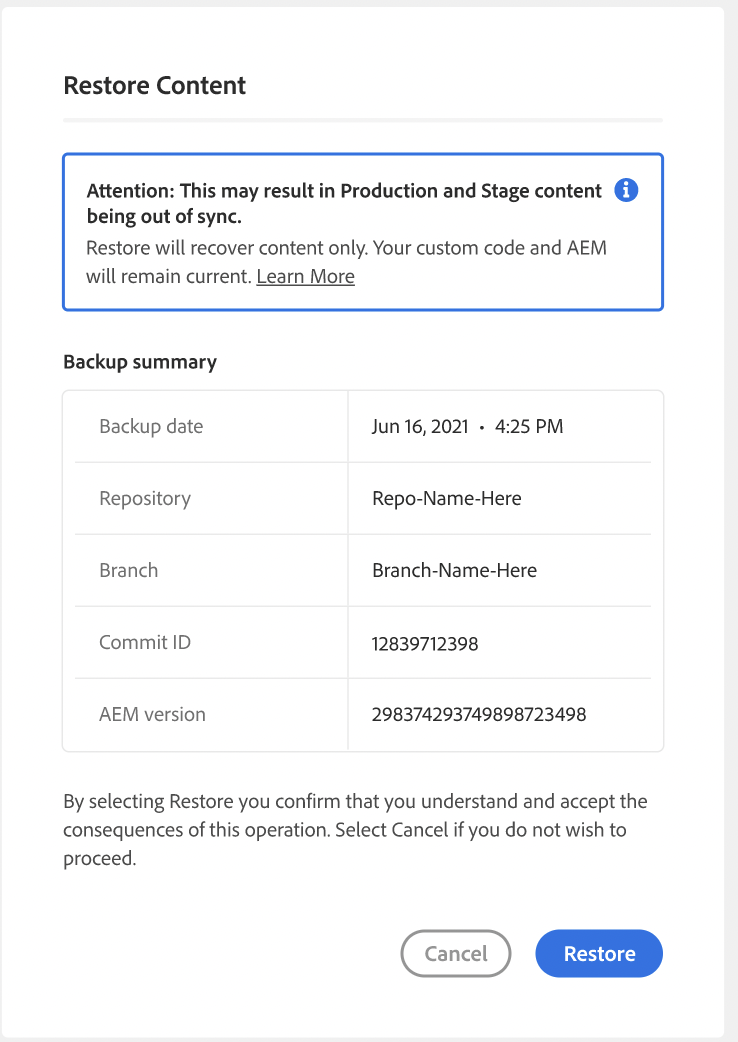 Restore Content
Attention: This may result in Production and Stage content
being out of sync.
Restore will recover content only. Your custom code and AEM
will remain current. Learn More
Backup summary
Backup date Jun 16, 2021 • 4:25 PM
Repository Repo-Name-Here
Branch Branch-Name-Here
Commit ID 12839712398
AEM version 298374293749898723498
By selecting Restore you confirm that you understand and accept the
consequences of this operation. Select Cancel if you do not wish to
proceed.
Cancel Restore